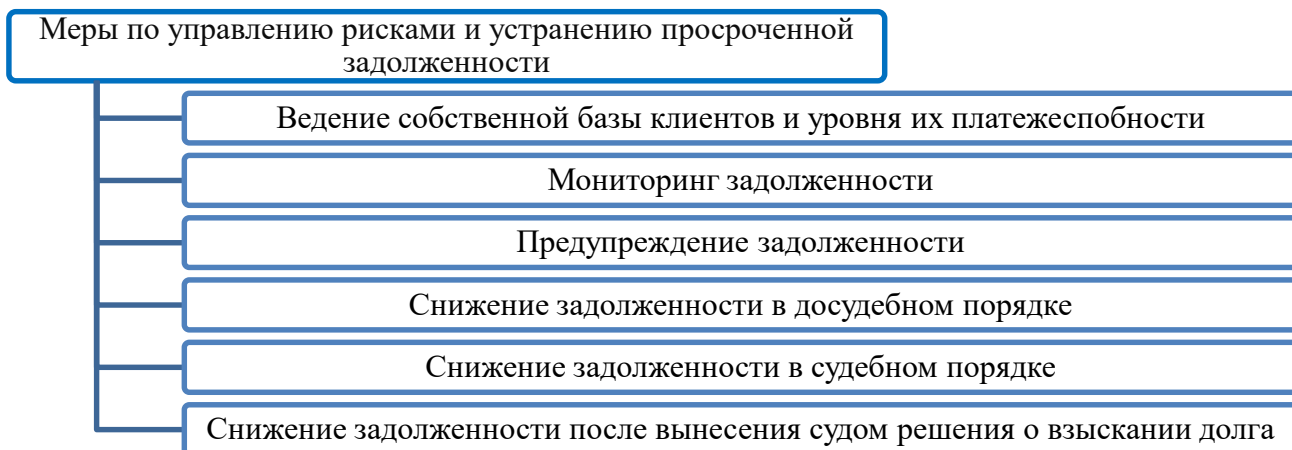 Меры по управлению рисками и устранению просроченной
задолженности
Ведение собственной базы клиентов и уровня их платежеспобности
Мониторинг задолженности
Предупреждение задолженности
Снижение задолженности в досудебном порядке
Снижение задолженности в судебном порядке
Снижение задолженности после вынесения судом решения о взыскании долга